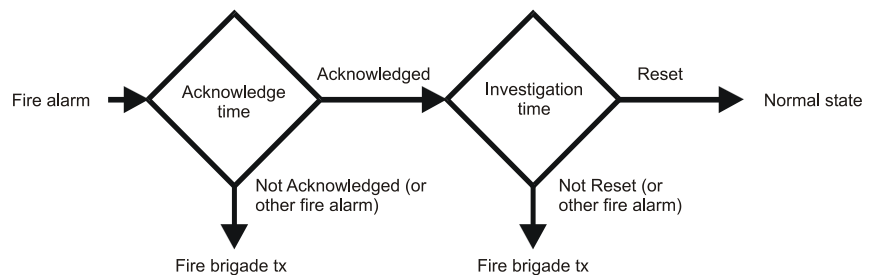 Fire alarm
Acknowledge
time
Acknowledged
Investigation
time
Reset
Normal state
Not Acknowledged (or
other fire alarm)
Not Reset (or
other fire alarm)
Fire brigade tx
Fire brigade tx